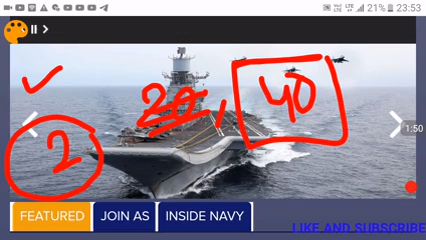 21% 23:53
20, 40
2
1:50
FEATURED JOIN AS INSIDE NAVY
LIKE AND SUBSCRIBE